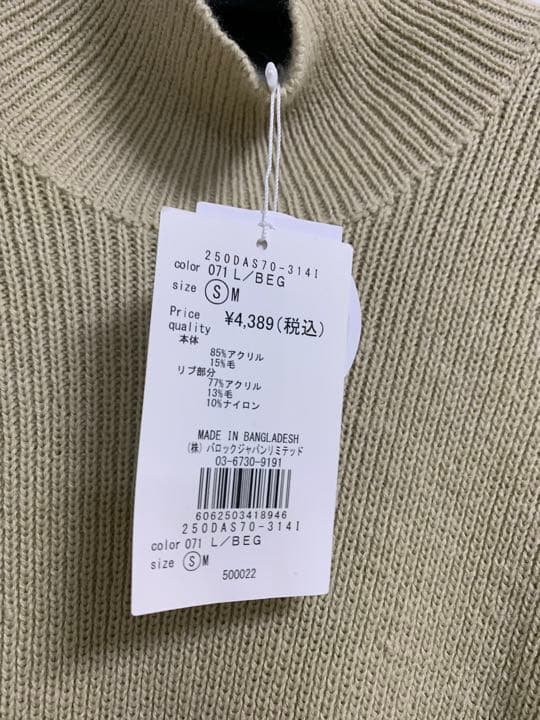 250DAS70-314I
color 071 L/BEG
size Ⓢ M
Price ¥4,389(税込)
quality
本体
85%アクリル
15%毛
リブ部分
77%アクリル
13%毛
10%ナイロン
MADE IN BANGLADESH
(株)バロックジャパンリミテッド
03-6730-9191
6062503418946
250DAS70-314I
color 071 L/BEG
size Ⓢ M
500022